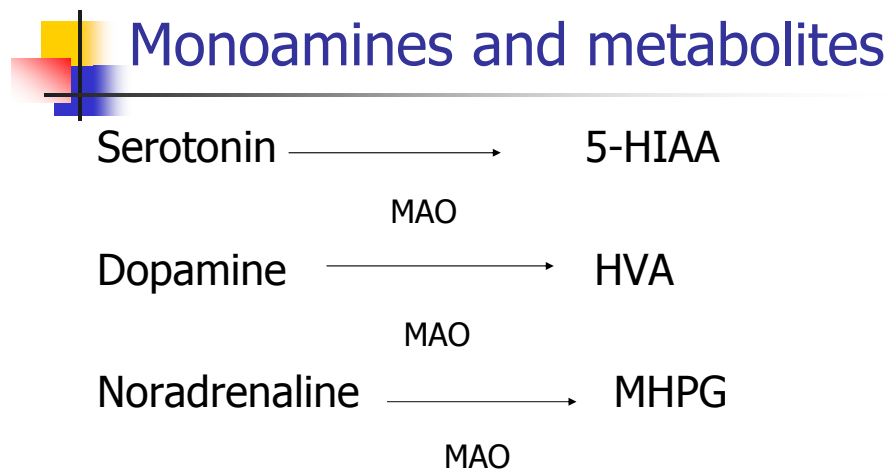 Monoamines and metabolites
Serotonin 5-HIAA
MAO
Dopamine HVA
MAO
Noradrenaline MHPG
MAO